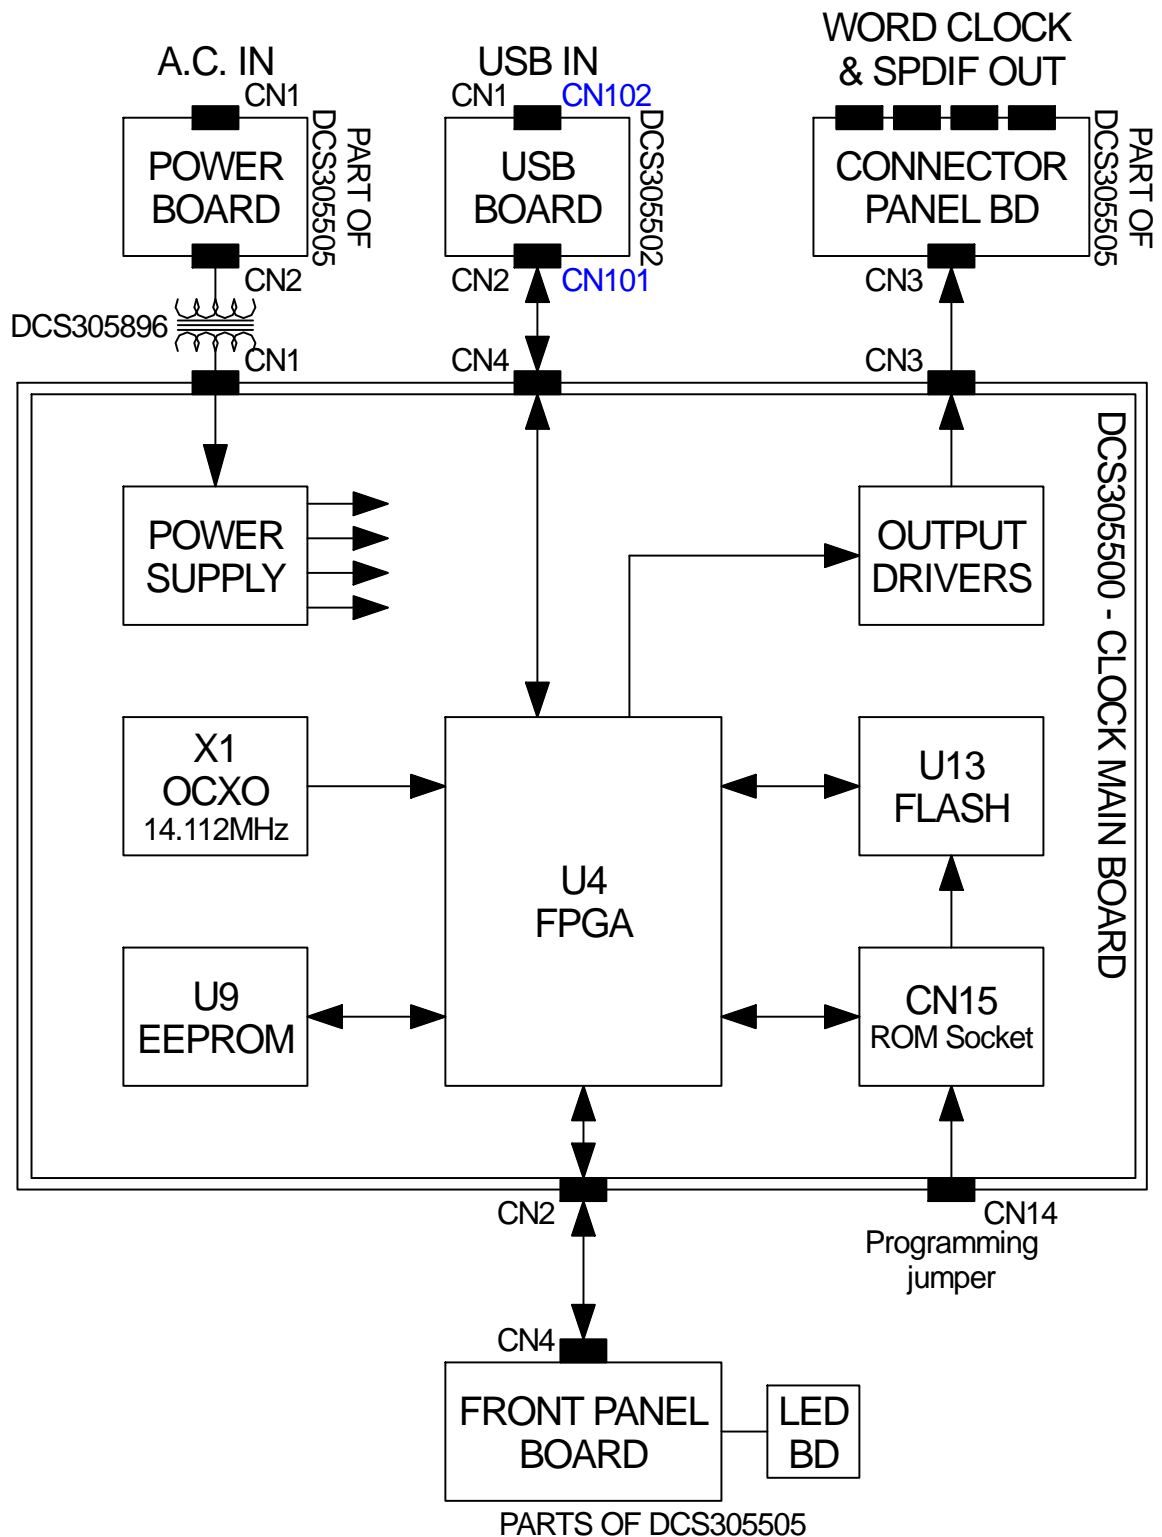 A.C. IN
CN1
POWER
BOARD
PART OF
DCS305505
CN2
DCS305896
CN1
USB IN
CN1
CN102
USB
BOARD
DCS305502
CN2
CN101
CN4
WORD CLOCK
& SPDIF OUT
CONNECTOR
PANEL BD
PART OF
DCS305505
CN3
CN3
DCS305500 - CLOCK MAIN BOARD
POWER
SUPPLY
OUTPUT
DRIVERS
X1
OCXO
14.112MHz
U4
FPGA
U13
FLASH
U9
EEPROM
CN15
ROM Socket
CN2
CN14
Programming
jumper
CN4
FRONT PANEL
BOARD
LED
BD
PARTS OF DCS305505